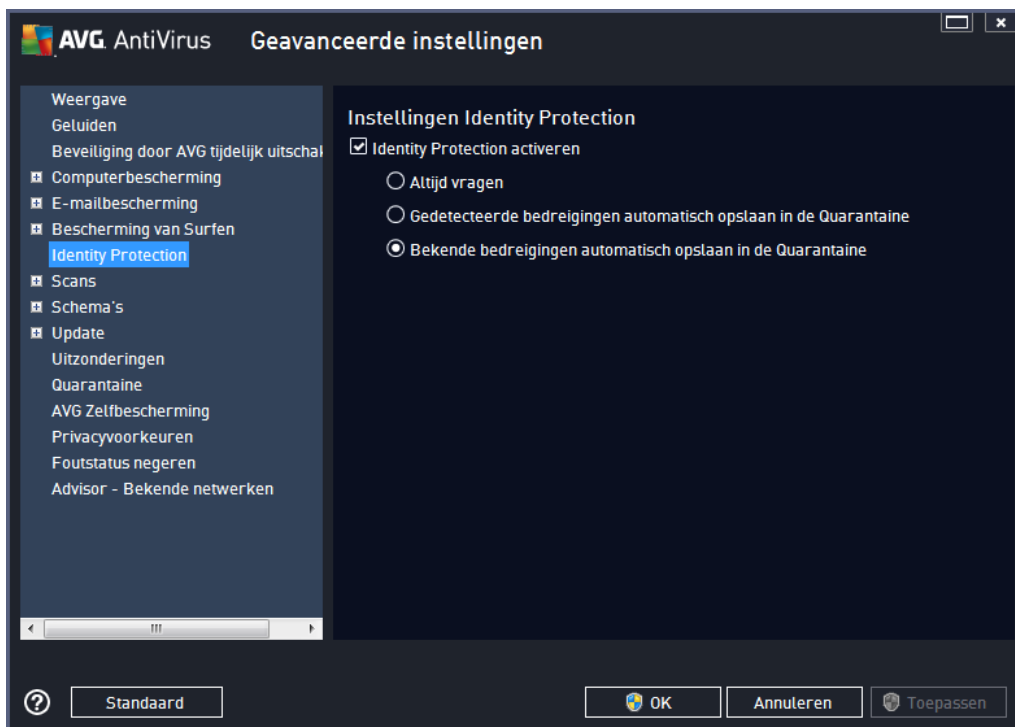 AVG. AntiVirus Geavanceerde instellingen
Weergave
Geluiden
Beveiliging door AVG tijdelijk uitschak
Computerbescherming
E-mailbescherming
Bescherming van Surfen
Identity Protection
Scans
Schema's
Update
Uitzonderingen
Quarantaine
AVG Zelfbescherming
Privacyvoorkeuren
Foutstatus negeren
Advisor - Bekende netwerken
Instellingen Identity Protection
Identity Protection activeren
Altijd vragen
Gedetecteerde bedreigingen automatisch opslaan in de Quarantaine
Bekende bedreigingen automatisch opslaan in de Quarantaine
? Standaard OK Annuleren Toepassen